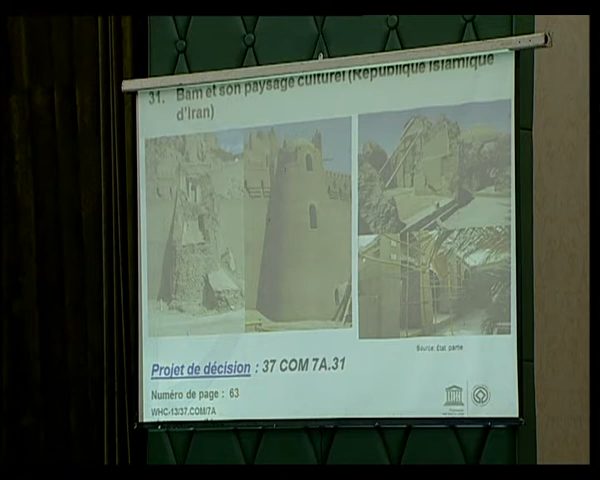 31. Bam et son paysage culturel (République islamique
d'Iran)
Source: Etat partie
Projet de décision : 37 COM 7A.31
Numéro de page : 63
WHC-13/37.COM/7A